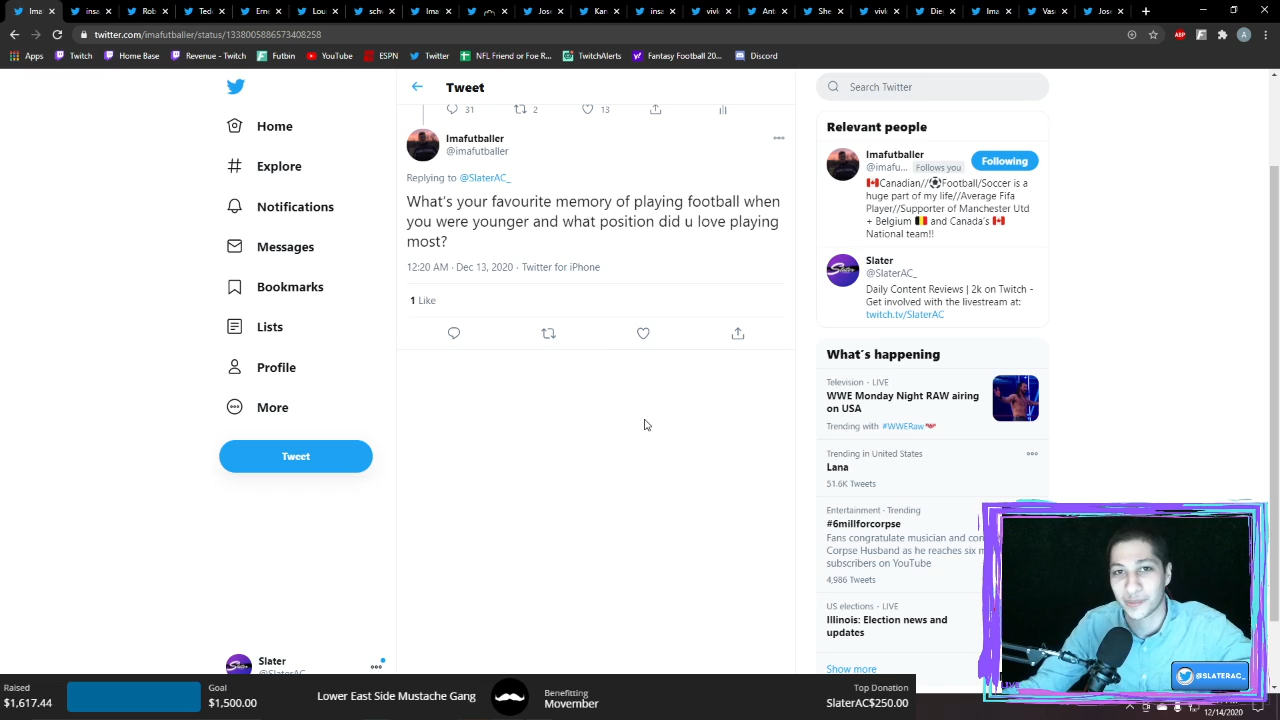 Ima
Ins
Ins
Van
Jos
twitter.com/imafutballer/status/1338005886573408258
ABP
A
Apps
Twitch
Home Base
Revenue - Twitch
Futbin
YouTube
ESPN
Twitter
NFL Friend or Foe R...
TwitchAlerts
Fantasy Football 20...
Discord
Tweet
31
2
13
Home
Explore
Notifications
Messages
Bookmarks
Lists
Profile
More
Tweet
Slater
@SlaterAC_
Imafutballer
@imafutballer
Replying to @SlaterAC_
What's your favourite memory of playing football when
you were younger and what position did u love playing
most?
12:20 AM · Dec 13, 2020 · Twitter for iPhone
1 Like
Search Twitter
Relevant people
Imafutballer
@imafu... Follows you
Following
Canadian//⚽Football/Soccer is a
huge part of my life//Average Fifa
Player//Supporter of Manchester Utd
+ Belgium and Canada's
National team!!
Slater
@SlaterAC_
Daily Content Reviews | 2k on Twitch -
Get involved with the livestream at:
twitch.tv/SlaterAC
What's happening
Television · LIVE
WWE Monday Night RAW airing
on USA
Trending with #WWERaw
Trending in United States
Lana
51.6K Tweets
Entertainment · Trending
#6millforcorpse
Fans congratulate musician and con
Corpse Husband as he reaches six m
subscribers on YouTube
4,986 Tweets
US elections · LIVE
Illinois: Election news and
updates
Show more
LIVE
@SLATERAC_
12/14/2020
Raised
$1,617.44
Goal
$1,500.00
Lower East Side Mustache Gang
Benefitting
Movember
Top Donation
SlaterAC$250.00